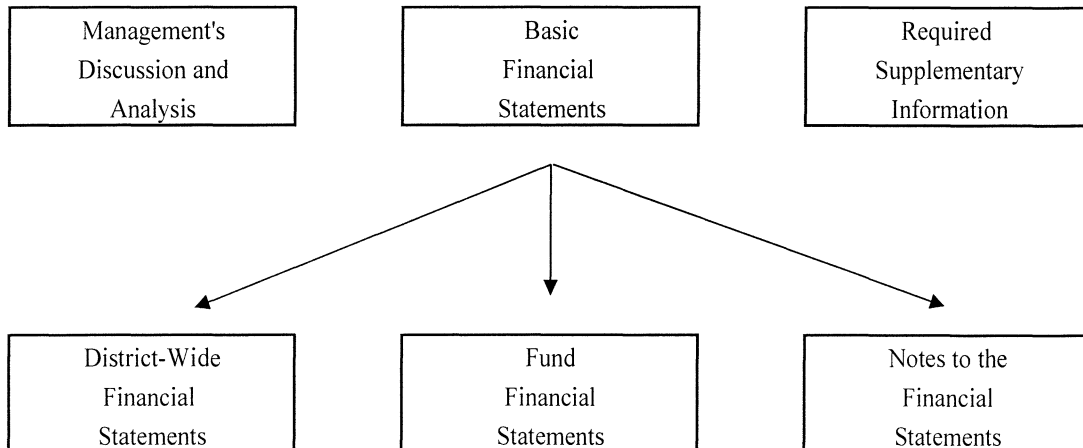 Management's
Discussion and
Analysis
Basic
Financial
Statements
Required
Supplementary
Information
District-Wide
Financial
Statements
Fund
Financial
Statements
Notes to the
Financial
Statements